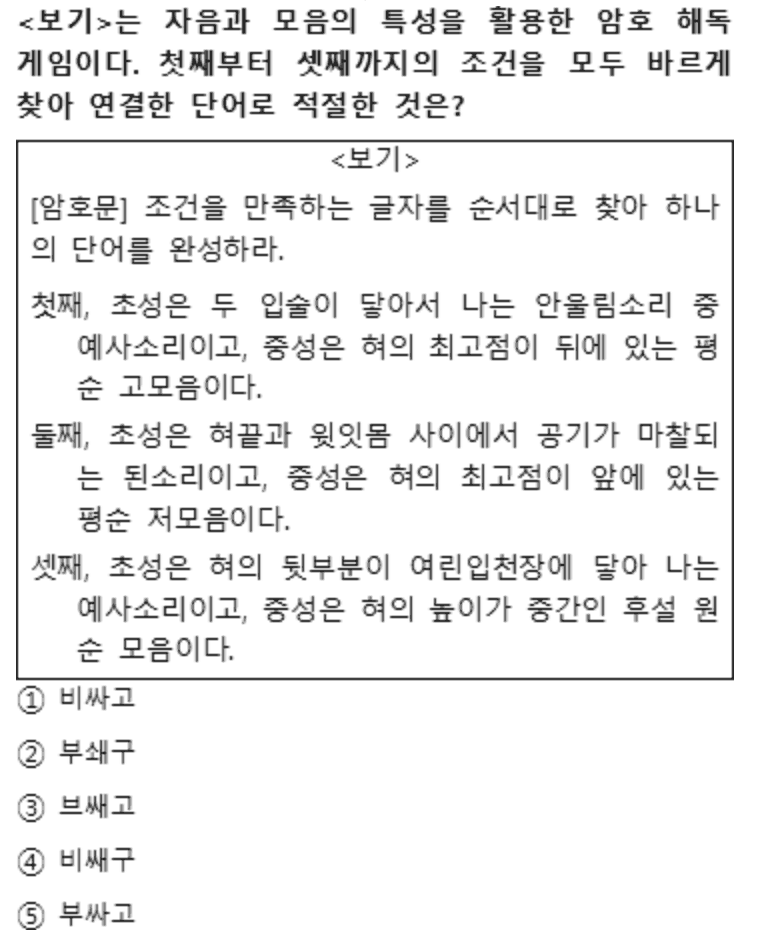 <보기>는 자음과 모음의 특성을 활용한 암호 해독
게임이다. 첫째부터 셋째까지의 조건을 모두 바르게
찾아 연결한 단어로 적절한 것은?
<보기>
[암호문] 조건을 만족하는 글자를 순서대로 찾아 하나
의 단어를 완성하라.
첫째, 초성은 두 입술이 닿아서 나는 안울림소리 중
예사소리이고, 중성은 혀의 최고점이 뒤에 있는 평
순 고모음이다.
둘째, 초성은 혀끝과 윗잇몸 사이에서 공기가 마찰되
는 된소리이고, 중성은 혀의 최고점이 앞에 있는
평순 저모음이다.
셋째, 초성은 혀의 뒷부분이 여린입천장에 닿아 나는
예사소리이고, 중성은 혀의 높이가 중간인 후설 원
순 모음이다.
① 비싸고
② 부쇄구
③ 브쌔고
④ 비쌔구
⑤ 부싸고